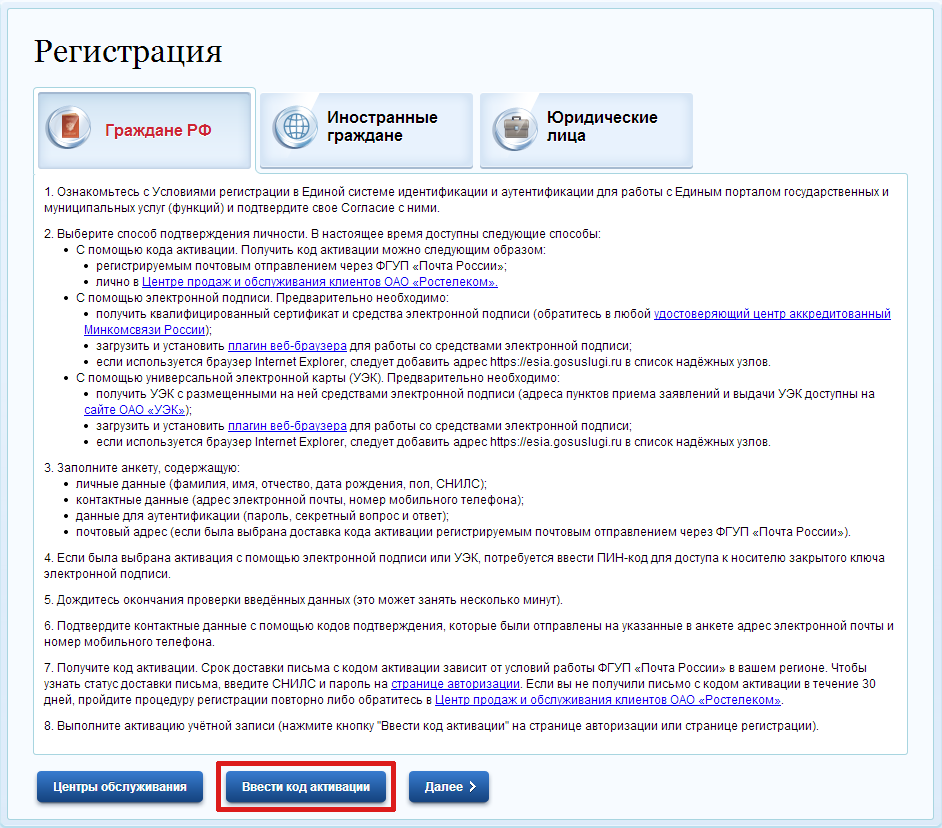 Регистрация
Граждане РФ
Иностранные
граждане
Юридические
лица
1. Ознакомьтесь с Условиями регистрации в Единой системе идентификации и аутентификации для работы с Единым порталом государственных и
муниципальных услуг (функций) и подтвердите свое Согласие с ними.
2. Выберите способ подтверждения личности. В настоящее время доступны следующие способы:
• С помощью кода активации. Получить код активации можно следующим образом:
• регистрируемым почтовым отправлением через ФГУП «Почта России»;
• лично в Центре продаж и обслуживания клиентов ОАО «Ростелеком».
• С помощью электронной подписи. Предварительно необходимо:
• получить квалифицированный сертификат и средства электронной подписи (обратитесь в любой удостоверяющий центр аккредитованный
Минкомсвязи России);
• загрузить и установить плагин веб-браузера для работы со средствами электронной подписи;
• если используется браузер Internet Explorer, следует добавить адрес https://esia.gosuslugi.ru в список надёжных узлов.
• С помощью универсальной электронной карты (УЭК). Предварительно необходимо:
• получить УЭК с размещенными на ней средствами электронной подписи (адреса пунктов приема заявлений и выдачи УЭК доступны на
сайте ОАО «УЭК»);
• загрузить и установить плагин веб-браузера для работы со средствами электронной подписи;
• если используется браузер Internet Explorer, следует добавить адрес https://esia.gosuslugi.ru в список надёжных узлов.
3. Заполните анкету, содержащую:
• личные данные (фамилия, имя, отчество, дата рождения, пол, СНИЛС);
• контактные данные (адрес электронной почты, номер мобильного телефона);
• данные для аутентификации (пароль, секретный вопрос и ответ);
• почтовый адрес (если была выбрана доставка кода активации регистрируемым почтовым отправлением через ФГУП «Почта России»).
4. Если была выбрана активация с помощью электронной подписи или УЭК, потребуется ввести ПИН-код для доступа к носителю закрытого ключа
электронной подписи.
5. Дождитесь окончания проверки введённых данных (это может занять несколько минут).
6. Подтвердите контактные данные с помощью кодов подтверждения, которые были отправлены на указанные в анкете адрес электронной почты и
номер мобильного телефона.
7. Получите код активации. Срок доставки письма с кодом активации зависит от условий работы ФГУП «Почта России» в вашем регионе. Чтобы
узнать статус доставки письма, введите СНИЛС и пароль на странице авторизации. Если вы не получили письмо с кодом активации в течение 30
дней, пройдите процедуру регистрации повторно либо обратитесь в Центр продаж и обслуживания клиентов ОАО «Ростелеком».
8. Выполните активацию учётной записи (нажмите кнопку "Ввести код активации" на странице авторизации или странице регистрации).
Центры обслуживания
Ввести код активации
Далее